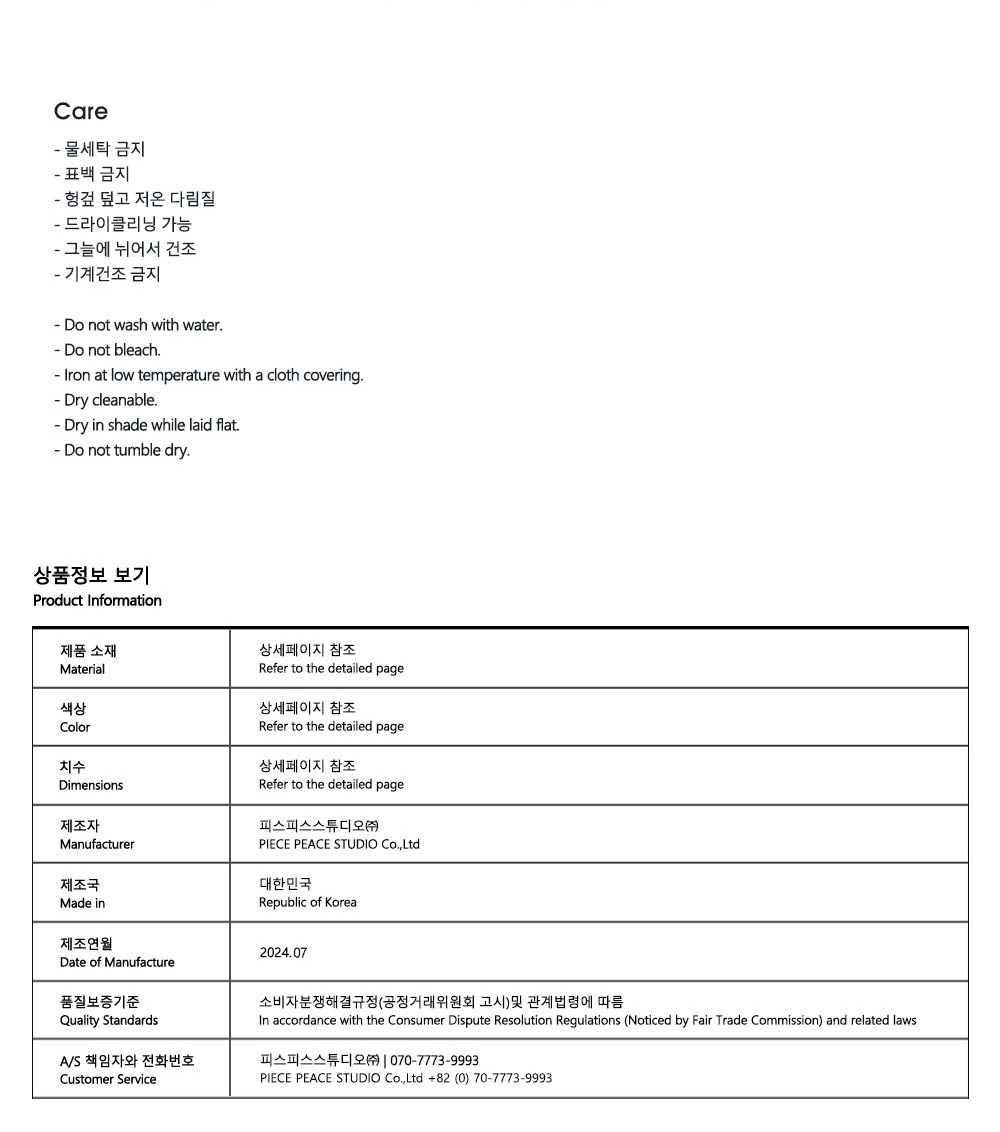 Care
- 물세탁 금지
- 표백 금지
- 헝겊 덮고 저온 다림질
- 드라이클리닝 가능
- 그늘에 뉘어서 건조
- 기계건조 금지
- Do not wash with water.
- Do not bleach.
- Iron at low temperature with a cloth covering.
- Dry cleanable.
- Dry in shade while laid flat.
- Do not tumble dry.
상품정보 보기
Product Information
제품 소재
Material
상세페이지 참조
Refer to the detailed page
색상
Color
상세페이지 참조
Refer to the detailed page
치수
Dimensions
상세페이지 참조
Refer to the detailed page
제조자
Manufacturer
피스피스스튜디오㈜
PIECE PEACE STUDIO Co.,Ltd
제조국
Made in
대한민국
Republic of Korea
제조연월
Date of Manufacture
2024.07
품질보증기준
Quality Standards
소비자분쟁해결규정(공정거래위원회 고시)및 관계법령에 따름
In accordance with the Consumer Dispute Resolution Regulations (Noticed by Fair Trade Commission) and related laws
A/S 책임자와 전화번호
Customer Service
피스피스스튜디오㈜ | 070-7773-9993
PIECE PEACE STUDIO Co.,Ltd +82 (0) 70-7773-9993